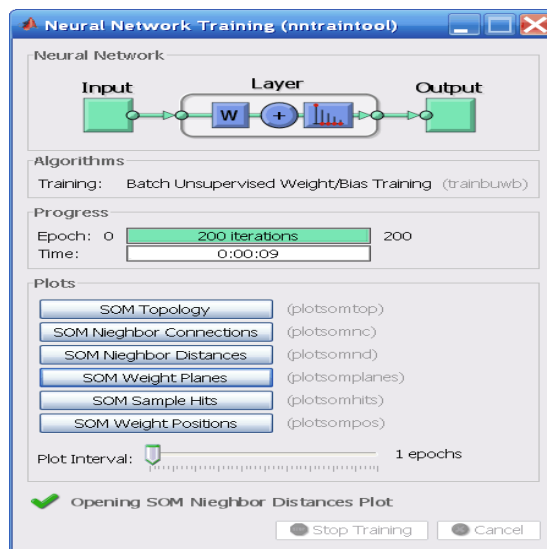 Neural Network Training (nntraintool)
Neural Network
Input Layer Output
W +
Algorithms
Training: Batch Unsupervised Weight/Bias Training (trainbuwb)
Progress
Epoch: 0 200 iterations 200
Time: 0:00:09
Plots
SOM Topology (plotsomtop)
SOM Nieghbor Connections (plotsomnc)
SOM Nieghbor Distances (plotsomnd)
SOM Weight Planes (plotsomplanes)
SOM Sample Hits (plotsomhits)
SOM Weight Positions (plotsompos)
Plot Interval: 1 epochs
Opening SOM Nieghbor Distances Plot
Stop Training Cancel